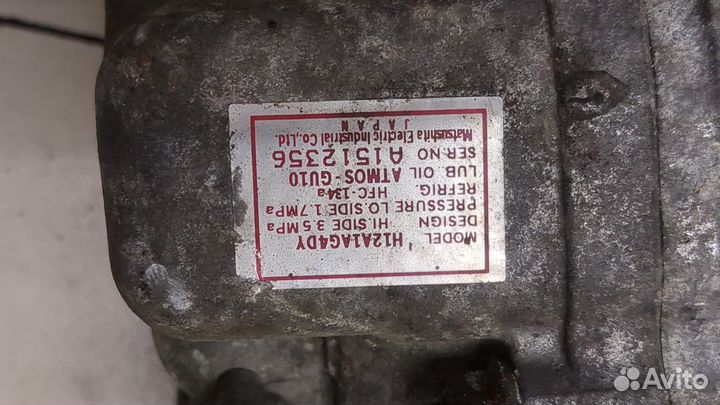 MODEL H12A1AG4DY
DESIGN HI.SIDE 3.5MPa
PRESSURE LO.SIDE 1.7MPa
REFRIG. HFC-134a
LUB. OIL ATMOS-GU10
SER.NO A1512356
Matsushita Electric Industrial Co.,Ltd.
JAPAN
Avito